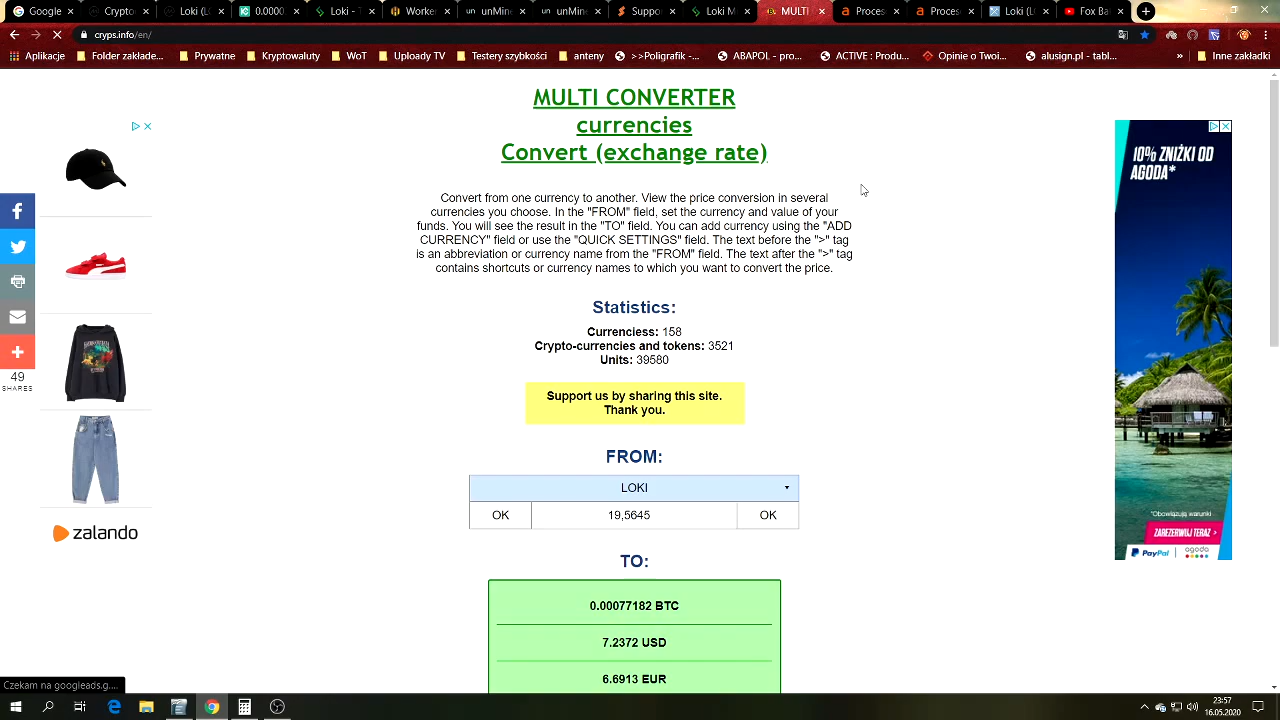 Google
Crypto
Loki (L
0.0000
Loki - T
Worke
unMine
unMine
Suppo
Loki M
MULTI
Proces
Proces
Loki (L
Fox Ba
cryps.info/en/
Aplikacje
Folder zakłade...
Prywatne
Kryptowaluty
WoT
Uploady TV
Testery szybkości
anteny
>>Poligrafik -...
ABAPOL - pro...
ACTIVE : Produ...
Opinie o Twoi...
alusign.pl - tabl...
»
Inne zakładki
MULTI CONVERTER
currencies
Convert (exchange rate)
Convert from one currency to another. View the price conversion in several
currencies you choose. In the "FROM" field, set the currency and value of your
funds. You will see the result in the "TO" field. You can add currency using the "ADD
CURRENCY" field or use the "QUICK SETTINGS" field. The text before the ">" tag
is an abbreviation or currency name from the "FROM" field. The text after the ">" tag
contains shortcuts or currency names to which you want to convert the price.
Statistics:
Currenciess: 158
Crypto-currencies and tokens: 3521
Units: 39580
Support us by sharing this site.
Thank you.
FROM:
LOKI
OK 19,5645 OK
TO:
0.00077182 BTC
7.2372 USD
6.6913 EUR
49
SHARES
zalando
10% ZNIŻKI OD
AGODA*
*Obowiązują warunki
ZAREZERWUJ TERAZ >
PayPal agoda
Czekam na googleads.g....
23:57
16.05.2020